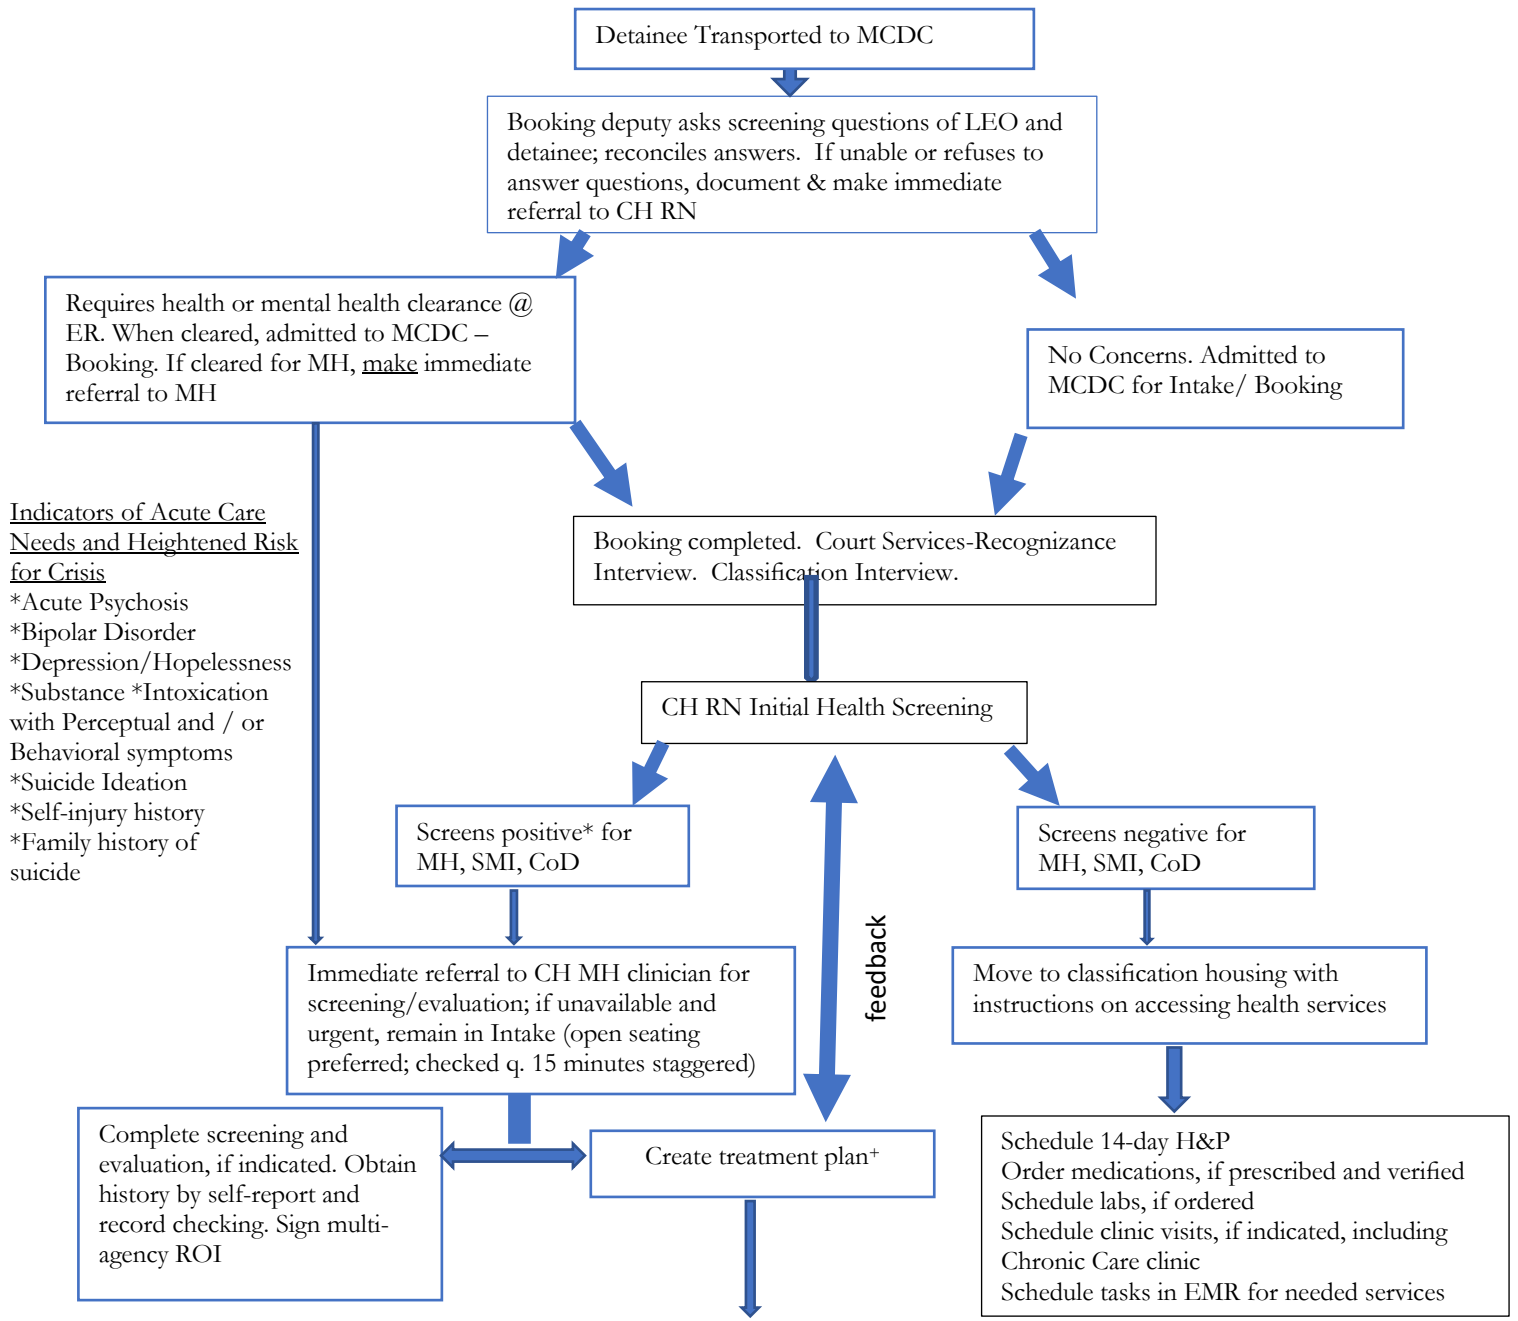 Detainee Transported to MCDC
Booking deputy asks screening questions of LEO and
detainee; reconciles answers.  If unable or refuses to
answer questions, document & make immediate
referral to CH RN
Requires health or mental health clearance @
ER. When cleared, admitted to MCDC –
Booking. If cleared for MH, make immediate
referral to MH
No Concerns. Admitted to
MCDC for Intake/ Booking
Indicators of Acute Care
Needs and Heightened Risk
for Crisis
*Acute Psychosis
*Bipolar Disorder
*Depression/Hopelessness
*Substance *Intoxication
with Perceptual and / or
Behavioral symptoms
*Suicide Ideation
*Self-injury history
*Family history of
suicide
Booking completed.  Court Services-Recognizance
Interview.  Classification Interview.
CH RN Initial Health Screening
Screens positive* for
MH, SMI, CoD
Screens negative for
MH, SMI, CoD
feedback
Immediate referral to CH MH clinician for
screening/evaluation; if unavailable and
urgent, remain in Intake (open seating
preferred; checked q. 15 minutes staggered)
Move to classification housing with
instructions on accessing health services
Complete screening and
evaluation, if indicated. Obtain
history by self-report and
record checking. Sign multi-
agency ROI
Create treatment plan+
Schedule 14-day H&P
Order medications, if prescribed and verified
Schedule labs, if ordered
Schedule clinic visits, if indicated, including
Chronic Care clinic
Schedule tasks in EMR for needed services